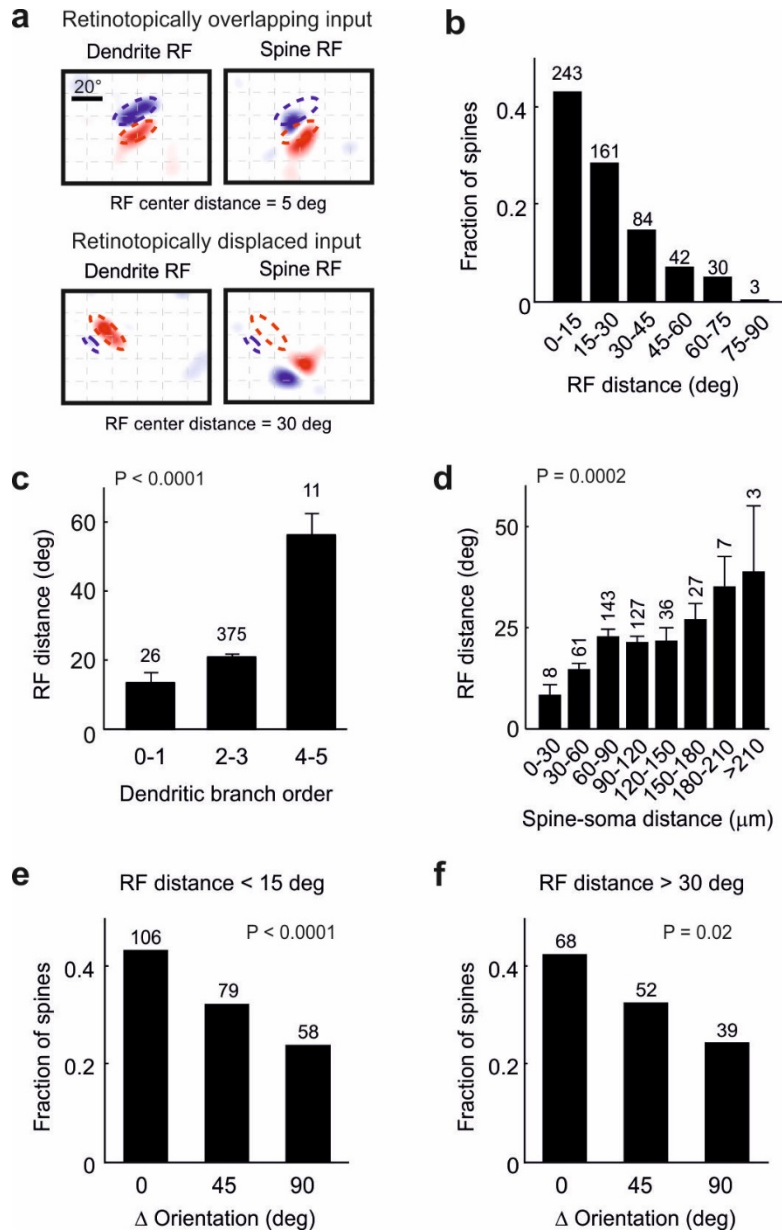 a
Retinotopically overlapping input
Dendrite RF
Spine RF
20°
RF center distance = 5 deg
Retinotopically displaced input
Dendrite RF
Spine RF
RF center distance = 30 deg
b
Fraction of spines
0.4
0.2
0
243
161
84
42
30
3
0-15
15-30
30-45
45-60
60-75
75-90
RF distance (deg)
c
P < 0.0001
RF distance (deg)
60
40
20
0
26
375
11
0-1
2-3
4-5
Dendritic branch order
d
P = 0.0002
RF distance (deg)
50
25
0
8
61
143
127
36
27
7
3
0-30
30-60
60-90
90-120
120-150
150-180
180-210
>210
Spine-soma distance (μm)
e
RF distance < 15 deg
P < 0.0001
Fraction of spines
0.4
0.2
0
106
79
58
0
45
90
Δ Orientation (deg)
f
RF distance > 30 deg
P = 0.02
Fraction of spines
0.4
0.2
0
68
52
39
0
45
90
Δ Orientation (deg)